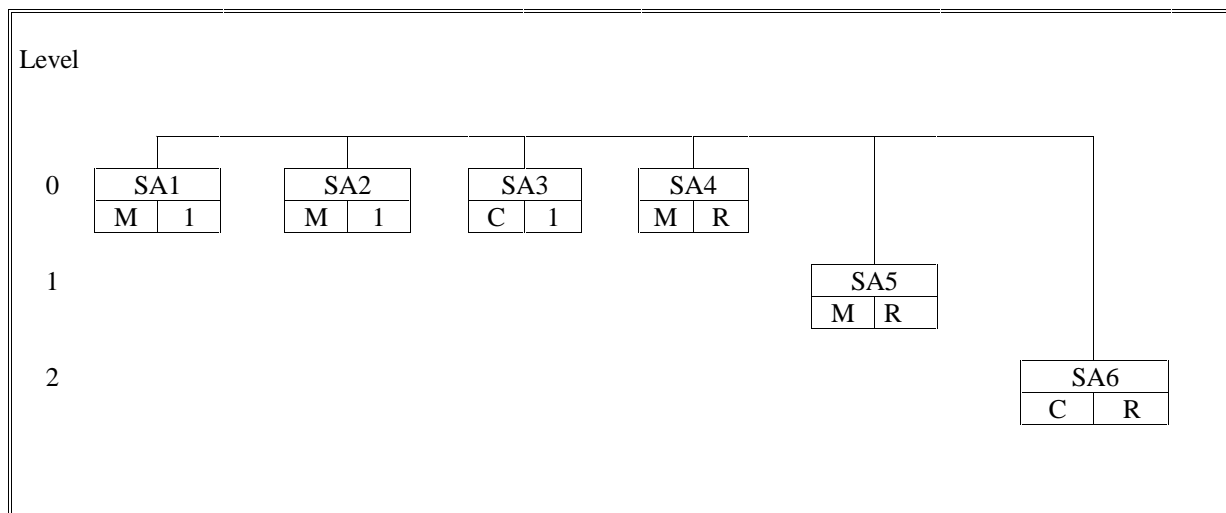 Level
0 SA1 SA2 SA3 SA4
M 1 M 1 C 1 M R
1 SA5
M R
2 SA6
C R